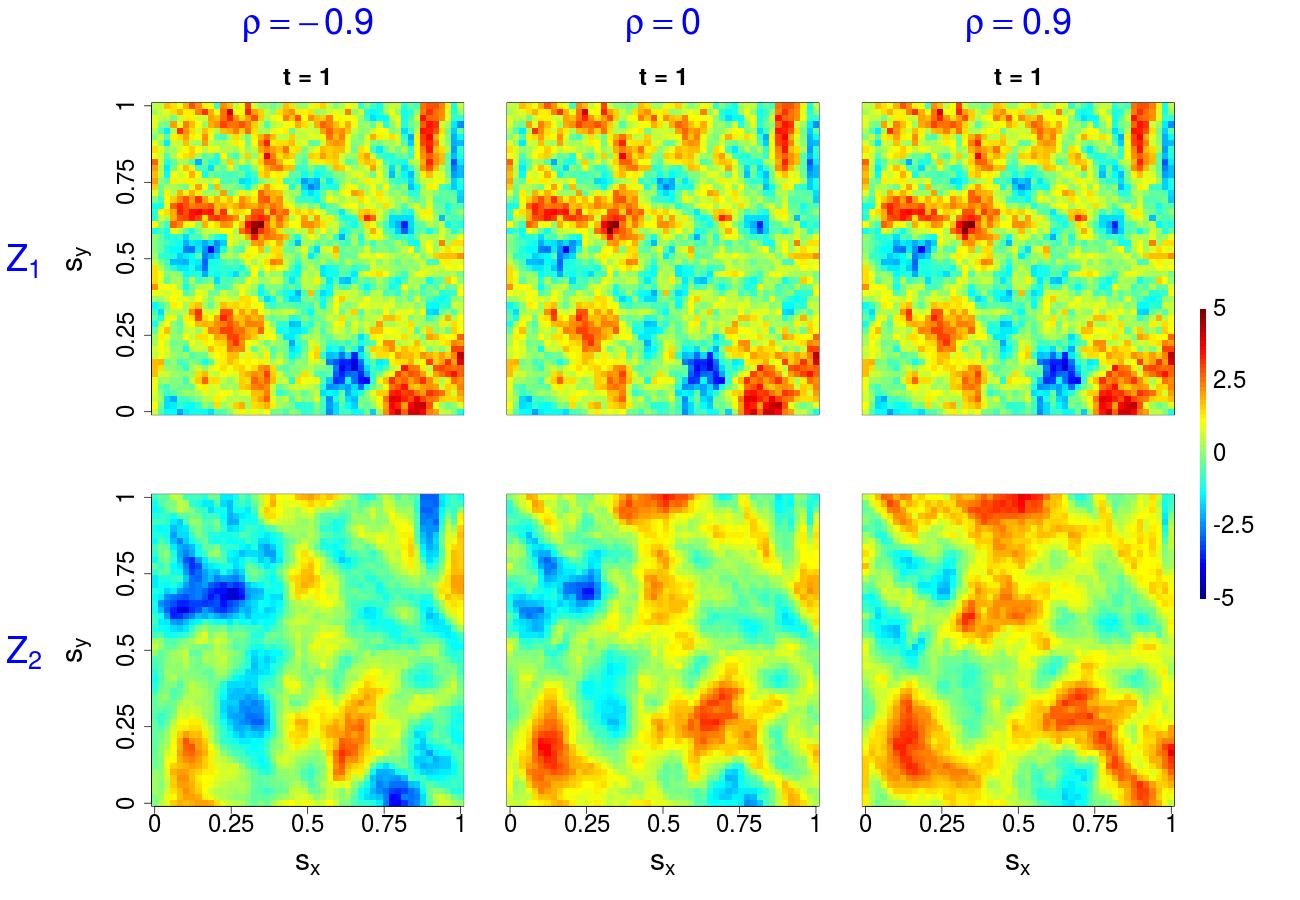 ρ = − 0.9 ρ = 0 ρ = 0.9
t = 1 t = 1 t = 1
Z1 sy 1 0.75 0.5 0.25 0
5
2.5
0
-2.5
-5
Z2 sy 1 0.75 0.5 0.25 0
0 0.25 0.5 0.75 1 0 0.25 0.5 0.75 1 0 0.25 0.5 0.75 1
sx sx sx